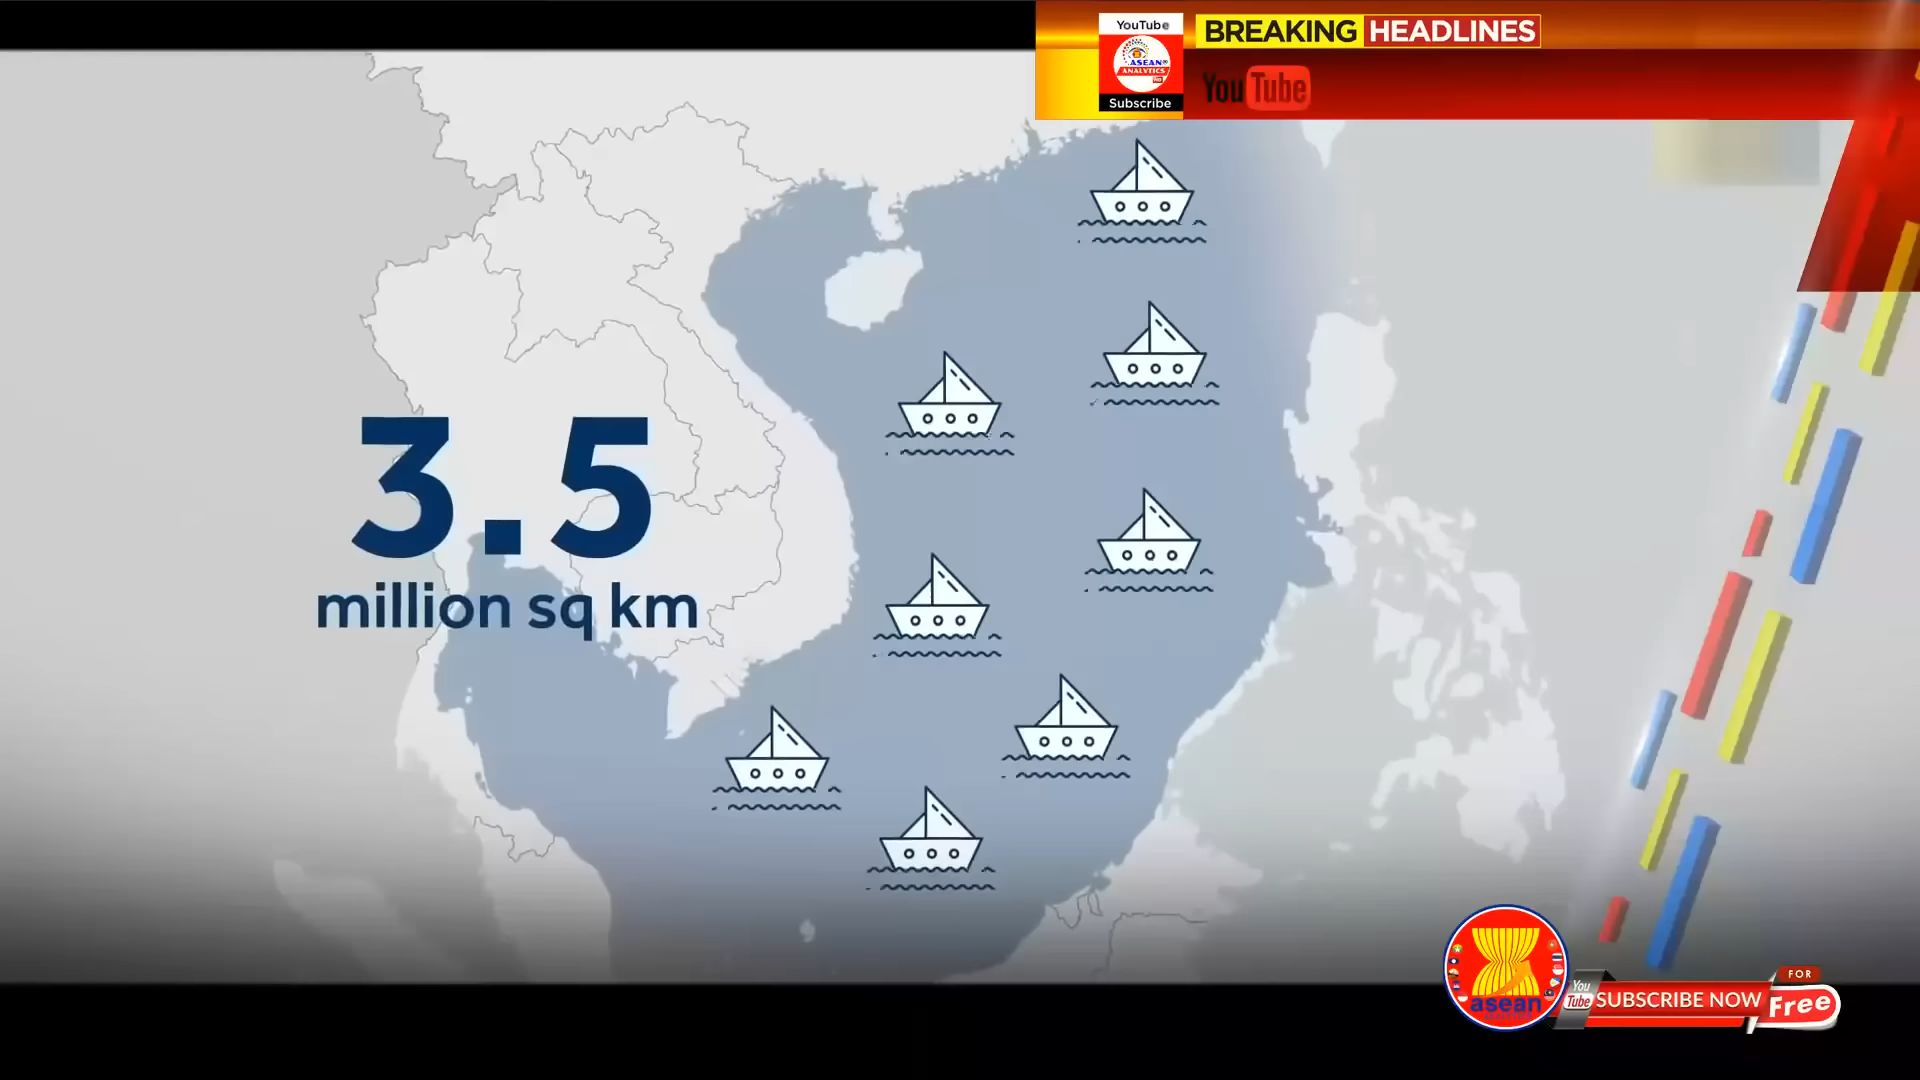 YouTube
BREAKING HEADLINES
ASEAN
ANALYTICS
Subscribe
YouTube
3.5
million sq km
FOR
You
Tube
SUBSCRIBE NOW
Free
asean